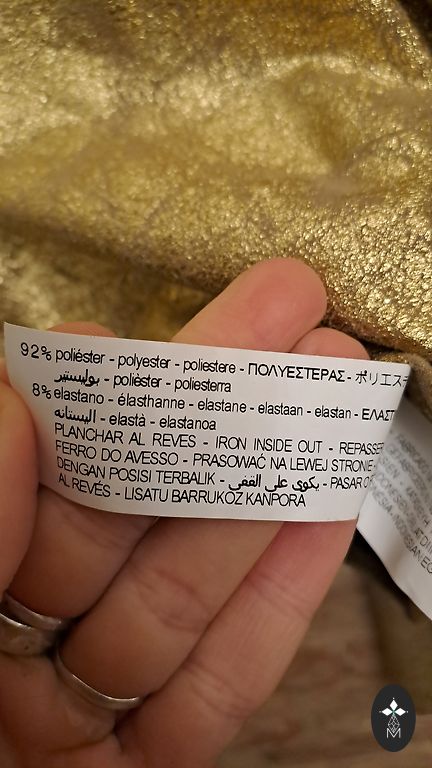 92% poliéster - polyester - poliestere - ΠΟΛΥΕΣΤΕΡΑΣ - ポリエス
بوليستير - polièster - poliesterra
8% elastano - élasthanne - elastane - elastaan - elastan - ΕΛΑΣΤ
اليستانه - elastà - elastanoa
PLANCHAR AL REVES - IRON INSIDE OUT - REPASSER
FERRO DO AVESSO - PRASOWAĆ NA LEWEJ STRONIE -
DENGAN POSISI TERBALIK - يكوى على القفى - PASAR O
AL REVÉS - LISATU BARRUKOZ KANPORA